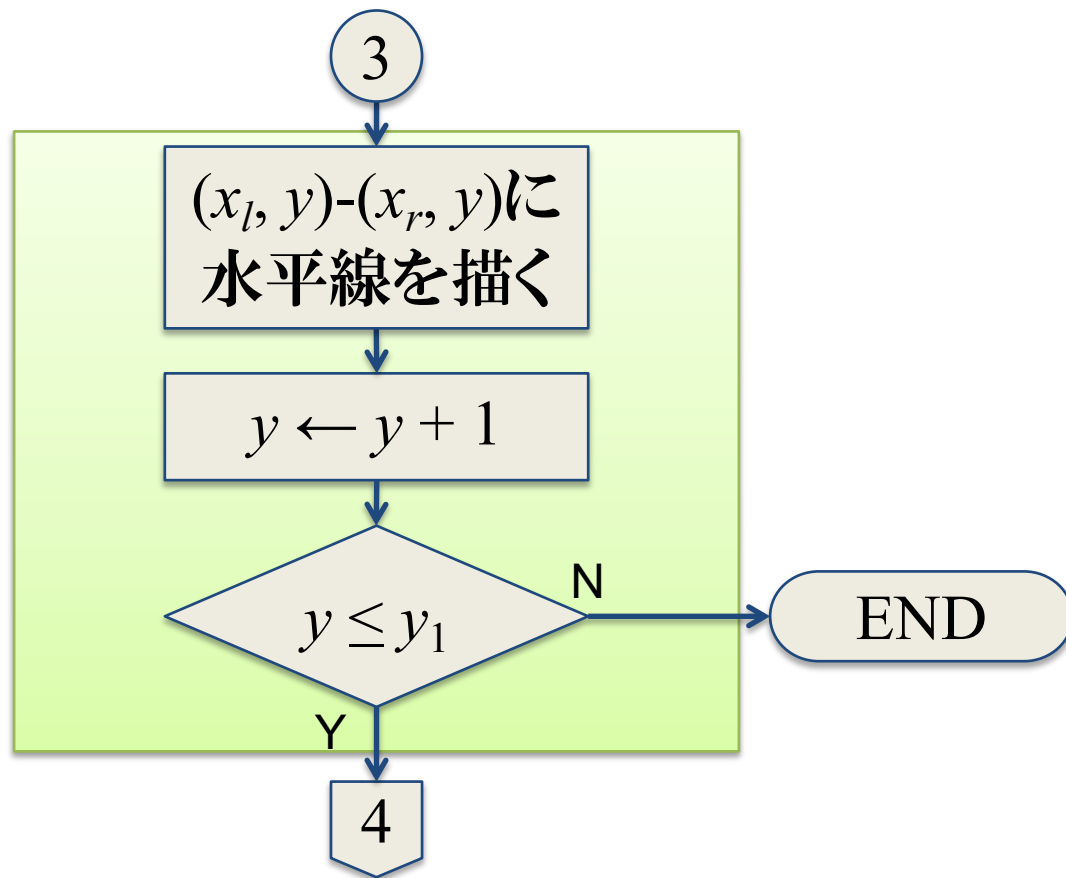 3
(xl, y)-(xr, y)に
水平線を描く
y ← y + 1
y ≤ y1
N
END
Y
4